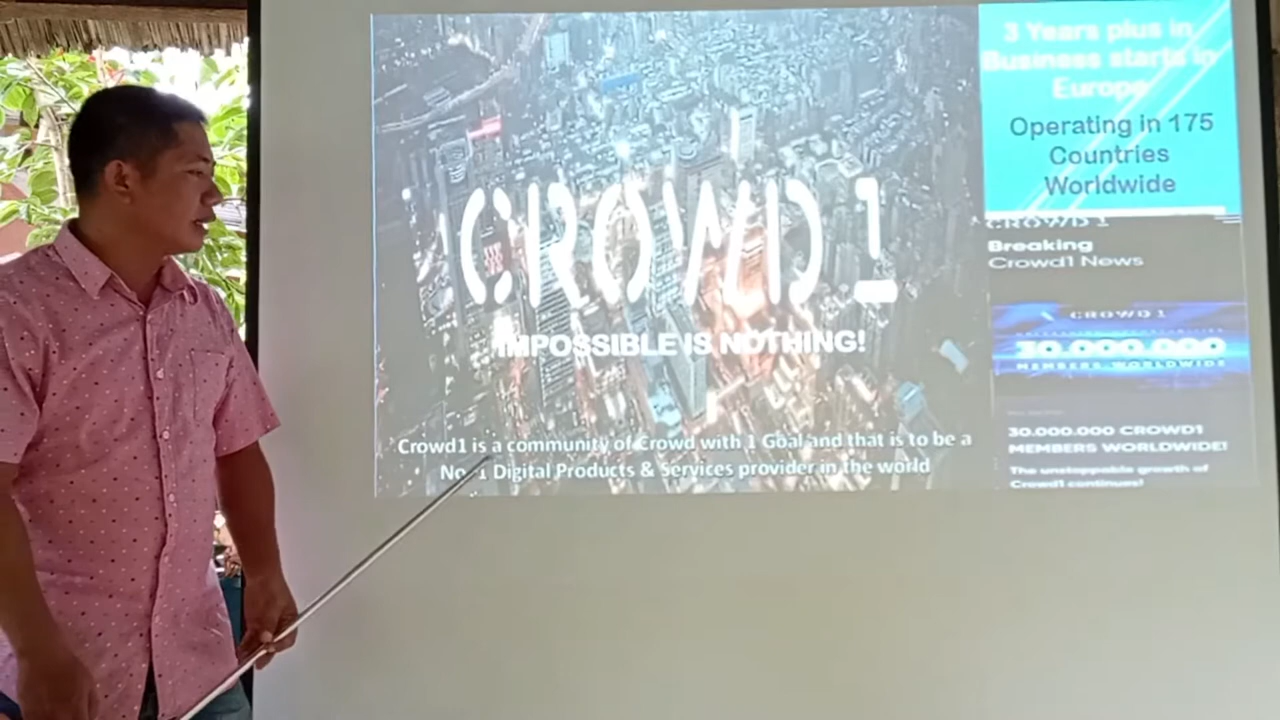 CROWD1
IMPOSSIBLE IS NOTHING!
Crowd1 is a community of Crowd with 1 Goal and that is to be a
No. 1 Digital Products & Services provider in the world
3 Years plus in
Business starts in
Europe
Operating in 175
Countries
Worldwide
CROWD1
Breaking
Crowd1 News
CROWD1
30.000.000
MEMBERS WORLDWIDE
30.000.000 CROWD1
MEMBERS WORLDWIDE!
The unstoppable growth of
Crowd1 continues!